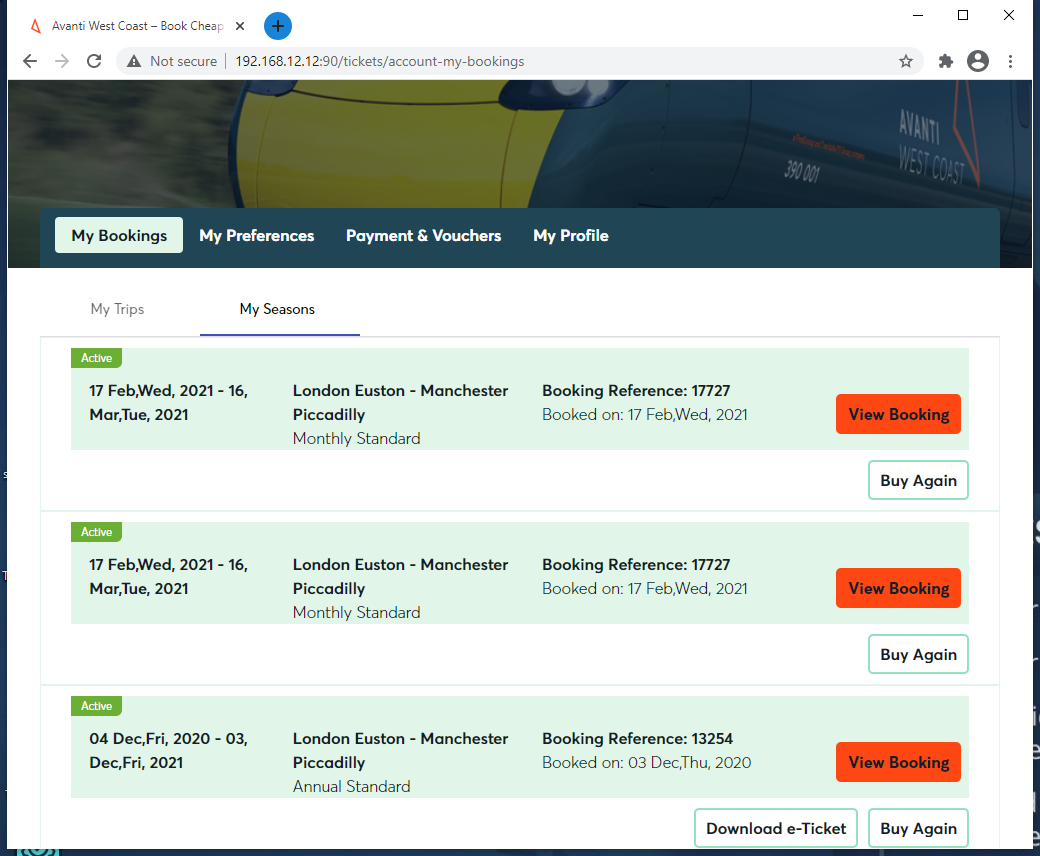 Avanti West Coast – Book Cheap
Not secure
192.168.12.12:90/tickets/account-my-bookings
AVANTI
WEST COAST
390 001
My Bookings
My Preferences
Payment & Vouchers
My Profile
My Trips
My Seasons
Active
17 Feb,Wed, 2021 - 16,
Mar,Tue, 2021
London Euston - Manchester
Piccadilly
Monthly Standard
Booking Reference: 17727
Booked on: 17 Feb,Wed, 2021
View Booking
Buy Again
Active
17 Feb,Wed, 2021 - 16,
Mar,Tue, 2021
London Euston - Manchester
Piccadilly
Monthly Standard
Booking Reference: 17727
Booked on: 17 Feb,Wed, 2021
View Booking
Buy Again
Active
04 Dec,Fri, 2020 - 03,
Dec,Fri, 2021
London Euston - Manchester
Piccadilly
Annual Standard
Booking Reference: 13254
Booked on: 03 Dec,Thu, 2020
View Booking
Download e-Ticket
Buy Again